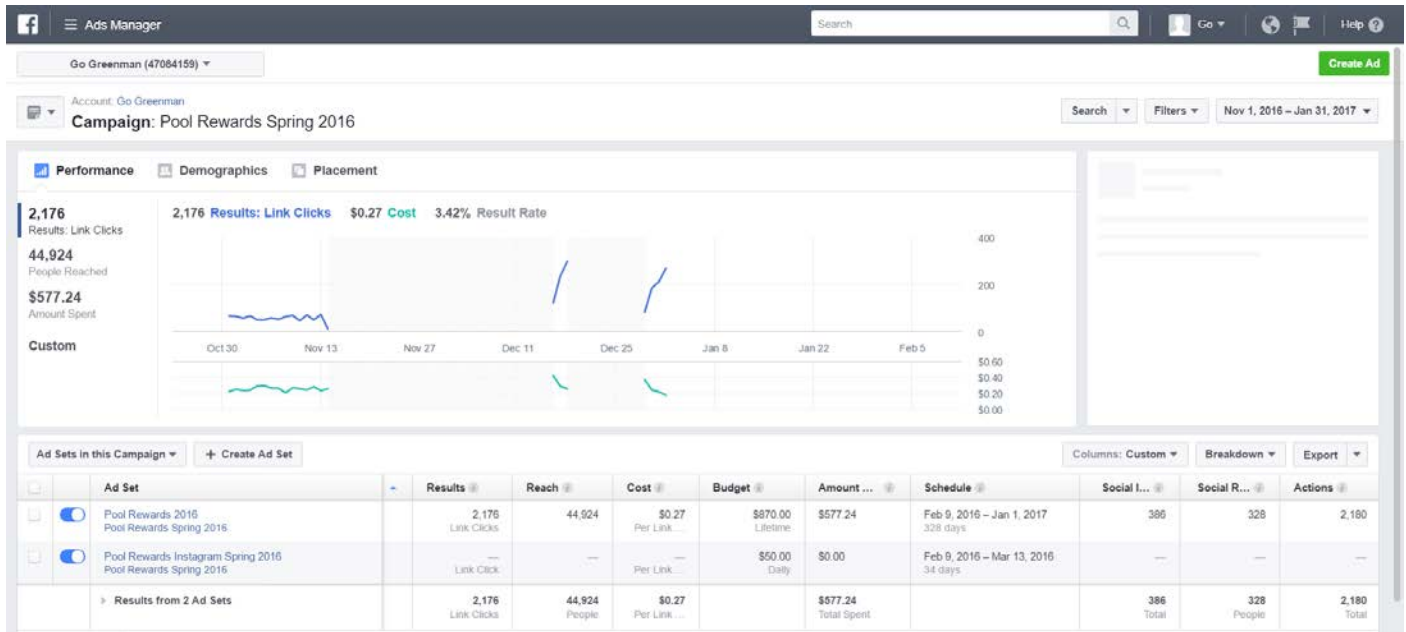 f Ads Manager Search Go Help
Go Greenman (47084159) Create Ad
Account: Go Greenman
Campaign: Pool Rewards Spring 2016 Search Filters Nov 1, 2016 – Jan 31, 2017
Performance Demographics Placement
2,176
Results: Link Clicks
44,924
People Reached
$577.24
Amount Spent
Custom
2,176 Results: Link Clicks $0.27 Cost 3.42% Result Rate
400
200
0
Oct 30 Nov 13 Nov 27 Dec 11 Dec 25 Jan 8 Jan 22 Feb 5
$0.60
$0.40
$0.20
$0.00
Ad Sets in this Campaign + Create Ad Set Columns: Custom Breakdown Export
Ad Set Results Reach Cost Budget Amount ... Schedule Social I... Social R... Actions
Pool Rewards 2016 2,176 44,924 $0.27 $870.00 $577.24 Feb 9, 2016 – Jan 1, 2017 386 328 2,180
Pool Rewards Spring 2016 Link Clicks Per Link ... Lifetime 328 days
Pool Rewards Instagram Spring 2016 — — — $50.00 $0.00 Feb 9, 2016 – Mar 13, 2016 — — —
Pool Rewards Spring 2016 Link Click Per Link ... Daily 34 days
Results from 2 Ad Sets 2,176 44,924 $0.27 $577.24 386 328 2,180
Link Clicks People Per Link ... Total Spent Total People Total